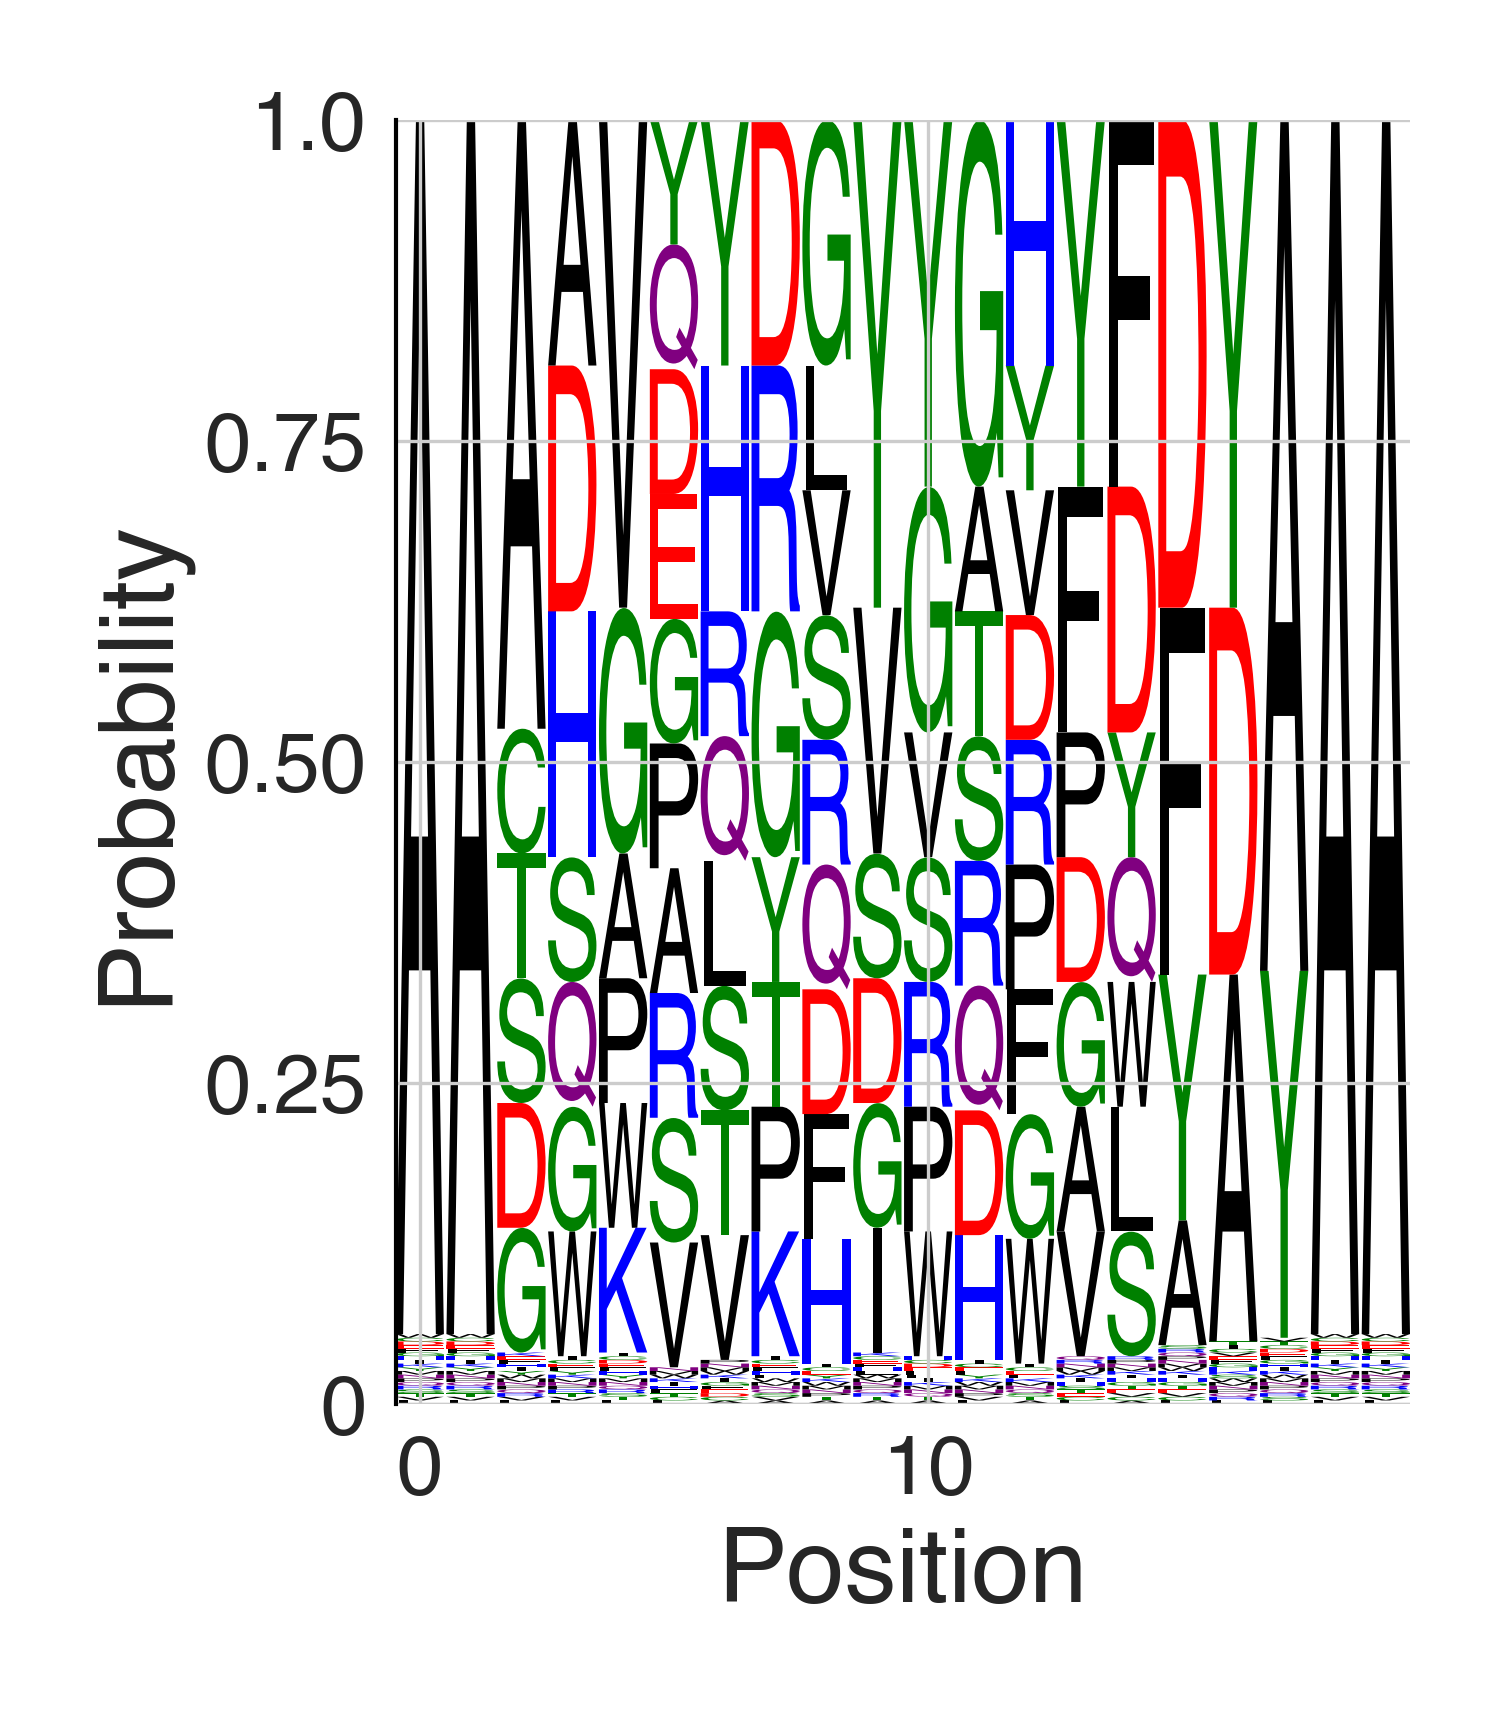 1.0
0.75
0.50
0.25
0
Probability
A
A
A C T S D G
A D H S Q G W
V G A P W K
Y Q D E G P A R S V
Y H R Q L S T V
D R G Y T P K
G L V S R Q D F H
Y V S D G I
Y G V S R P W
G A T S R Q D H
H Y V D R P F G W
Y F P D G A V
F D Y Q W L S
D F Y A
Y D A
A Y
A
A
0 10
Position